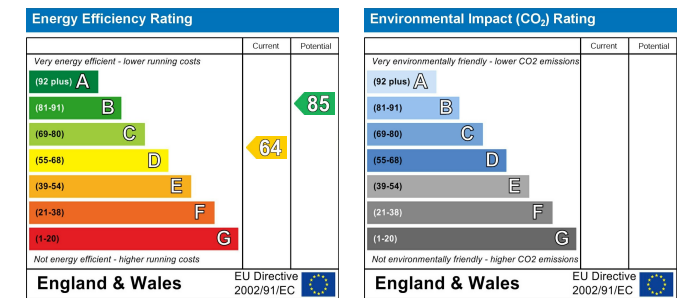 Energy Efficiency Rating
Current Potential
Very energy efficient - lower running costs
(92 plus) A
(81-91) B
(69-80) C
(55-68) D
(39-54) E
(21-38) F
(1-20) G
64
85
Not energy efficient - higher running costs
England & Wales
EU Directive
2002/91/EC
Environmental Impact (CO₂) Rating
Current Potential
Very environmentally friendly - lower CO2 emissions
(92 plus) A
(81-91) B
(69-80) C
(55-68) D
(39-54) E
(21-38) F
(1-20) G
Not environmentally friendly - higher CO2 emissions
England & Wales
EU Directive
2002/91/EC